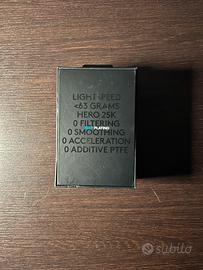 LIGHTSPEED
<63 GRAMS
HERO 25K
0 FILTERING
0 SMOOTHING
0 ACCELERATION
0 ADDITIVE PTFE
subito